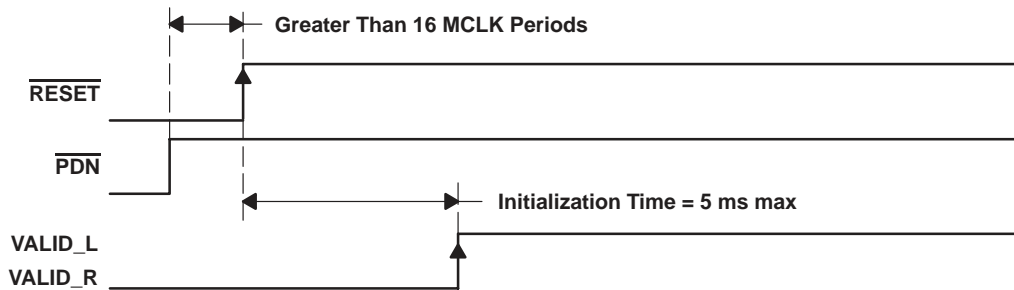 Greater Than 16 MCLK Periods
RESET
PDN
Initialization Time = 5 ms max
VALID_L
VALID_R